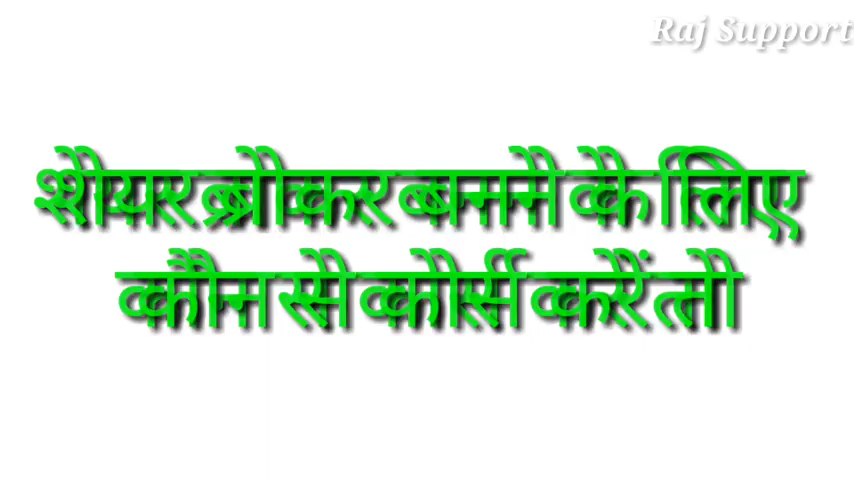 Raj Support
शेयर ब्रोकर बनने के लिए
कौन से कोर्स करें तो